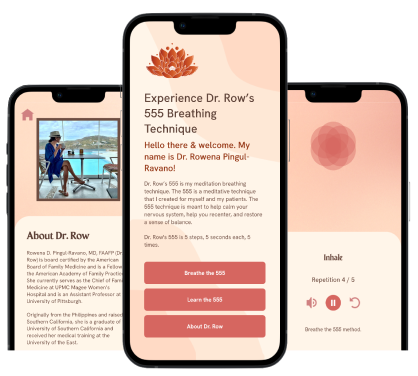 About Dr. Row
Rowena D. Pingul-Ravano, MD, FAAFP (Dr.
Row) is board certified by the American
Board of Family Medicine and is a Fellow
the American Academy of Family Practice
She currently serves as the Chief of Fam
Medicine at UPMC Magee Women's
Hospital and is an Assistant Professor at
University of Pittsburgh.
Originally from the Philippines and raised
Southern California, she is a graduate of
University of Southern California and
received her medical training at the
University of the East.
Experience Dr. Row's
555 Breathing
Technique
Hello there & welcome. My
name is Dr. Rowena Pingul-
Ravano!
Dr. Row's 555 is my meditation breathing
technique. The 555 is a meditative technique
that I created for myself and my patients. The
555 technique is meant to help calm your
nervous system, help you recenter, and restore
a sense of balance.
Dr. Row's 555 is 5 steps, 5 seconds each, 5
times.
Breathe the 555
Learn the 555
About Dr. Row
Inhale
Repetition 4 / 5
Breathe the 555 method.